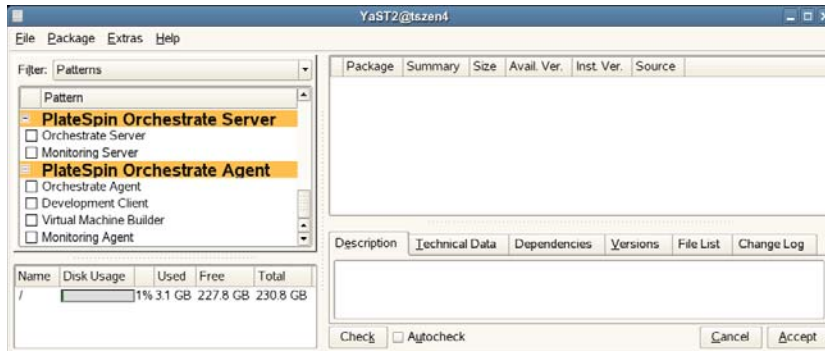 YaST2@tszen4
File Package Extras Help
Filter: Patterns
Pattern
PlateSpin Orchestrate Server
Orchestrate Server
Monitoring Server
PlateSpin Orchestrate Agent
Orchestrate Agent
Development Client
Virtual Machine Builder
Monitoring Agent
Name Disk Usage Used Free Total
/ 1% 3.1 GB 227.8 GB 230.8 GB
Package Summary Size Avail. Ver. Inst. Ver. Source
Description Technical Data Dependencies Versions File List Change Log
Check Autocheck Cancel Accept